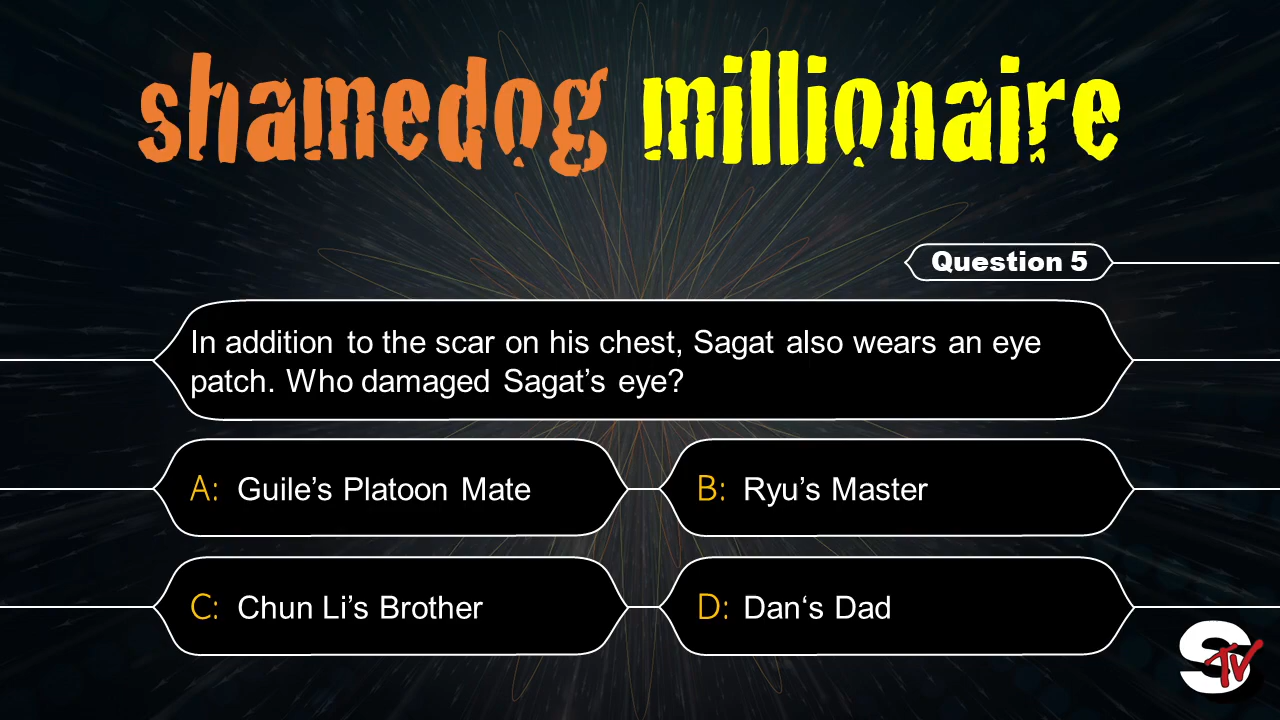 shamedog millionaire
Question 5
In addition to the scar on his chest, Sagat also wears an eye
patch. Who damaged Sagat’s eye?
A: Guile’s Platoon Mate
B: Ryu’s Master
C: Chun Li’s Brother
D: Dan‘s Dad
STV